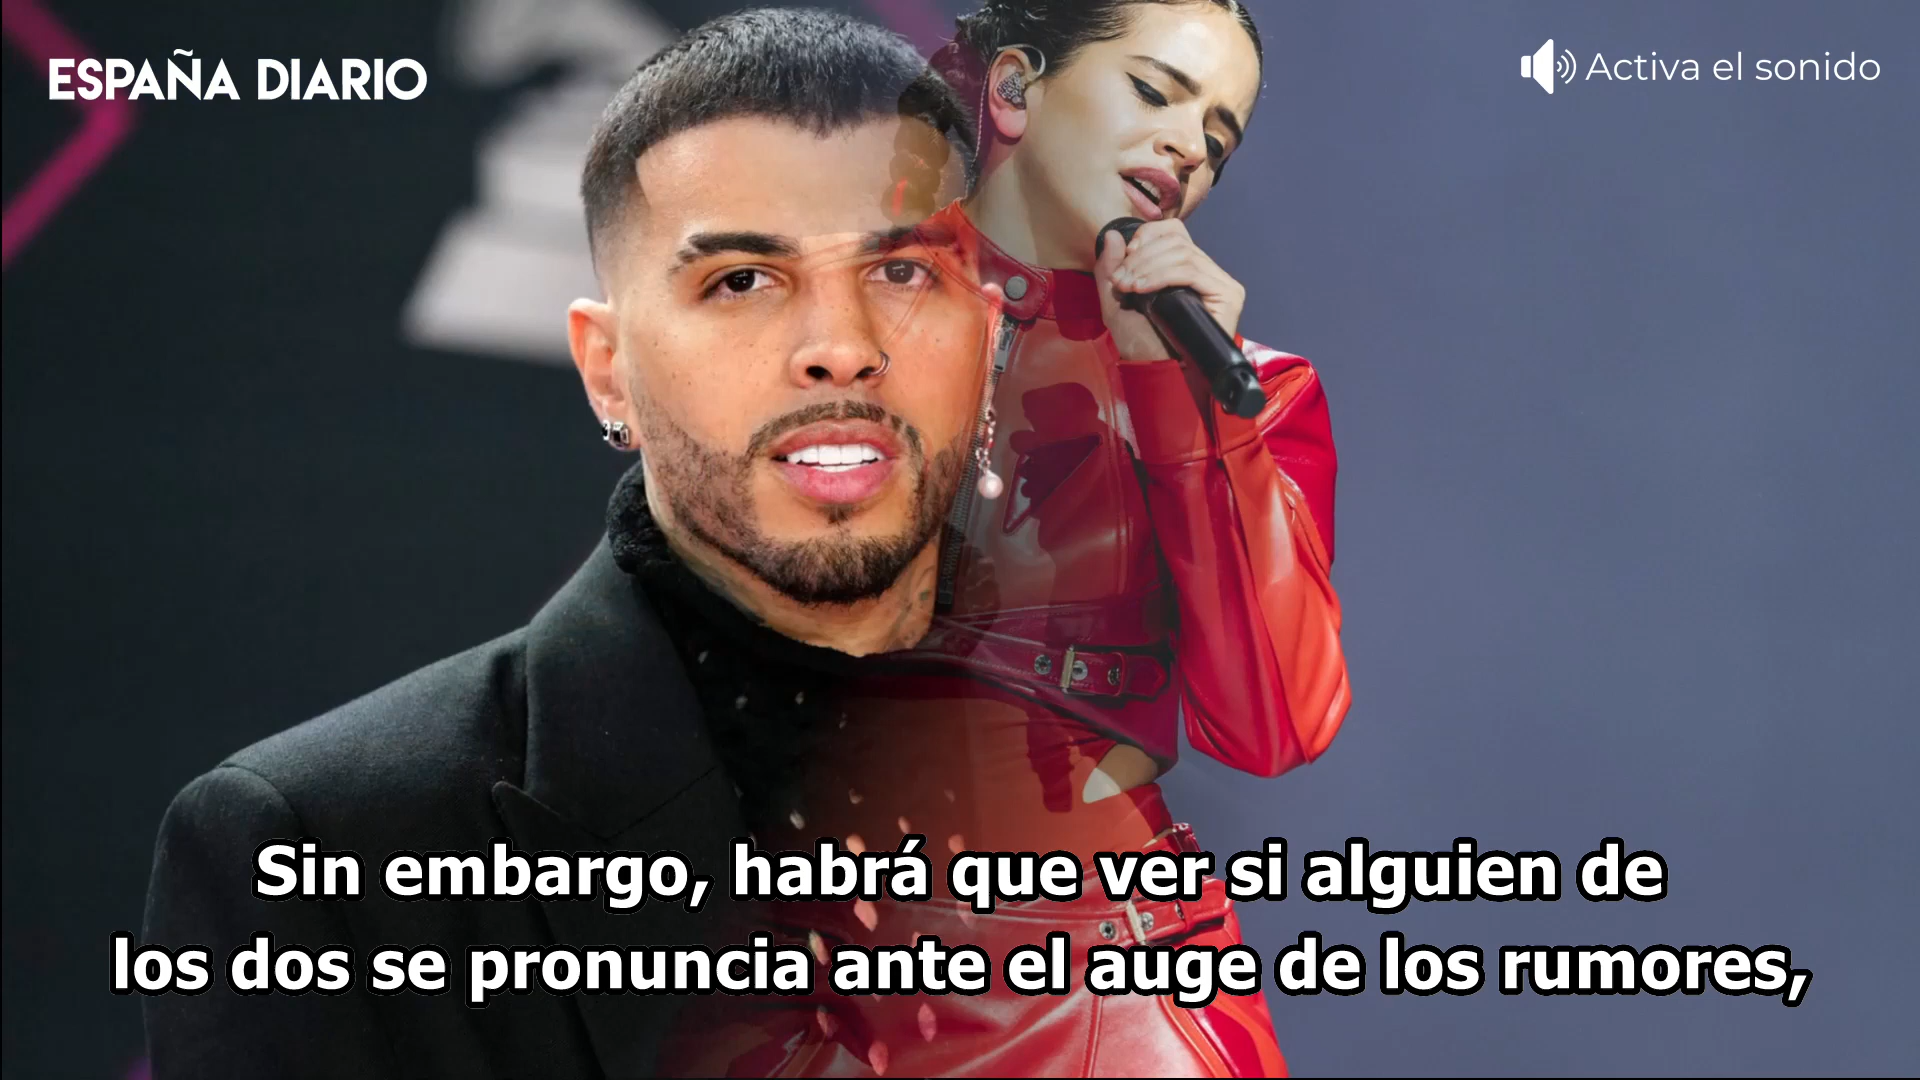 ESPAÑA DIARIO
Activa el sonido
Sin embargo, habrá que ver si alguien de
los dos se pronuncia ante el auge de los rumores,